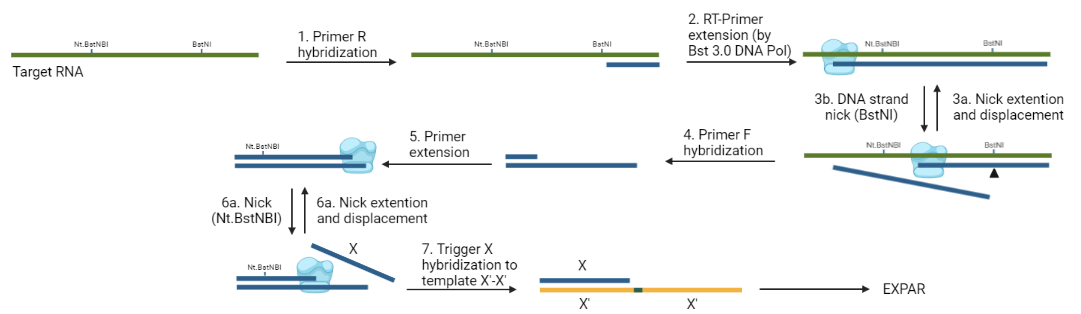 Nt.BstNBI
BstNI
Target RNA
1. Primer R
hybridization
Nt.BstNBI
BstNI
2. RT-Primer
extension (by
Bst 3.0 DNA Pol)
Nt.BstNBI
BstNI
3b. DNA strand
nick (BstNI)
3a. Nick extention
and displacement
Nt.BstNBI
BstNI
4. Primer F
hybridization
5. Primer
extension
Nt.BstNBI
6a. Nick
(Nt.BstNBI)
6a. Nick extention
and displacement
Nt.BstNBI
X
7. Trigger X
hybridization to
template X'-X'
X
X'
X'
EXPAR